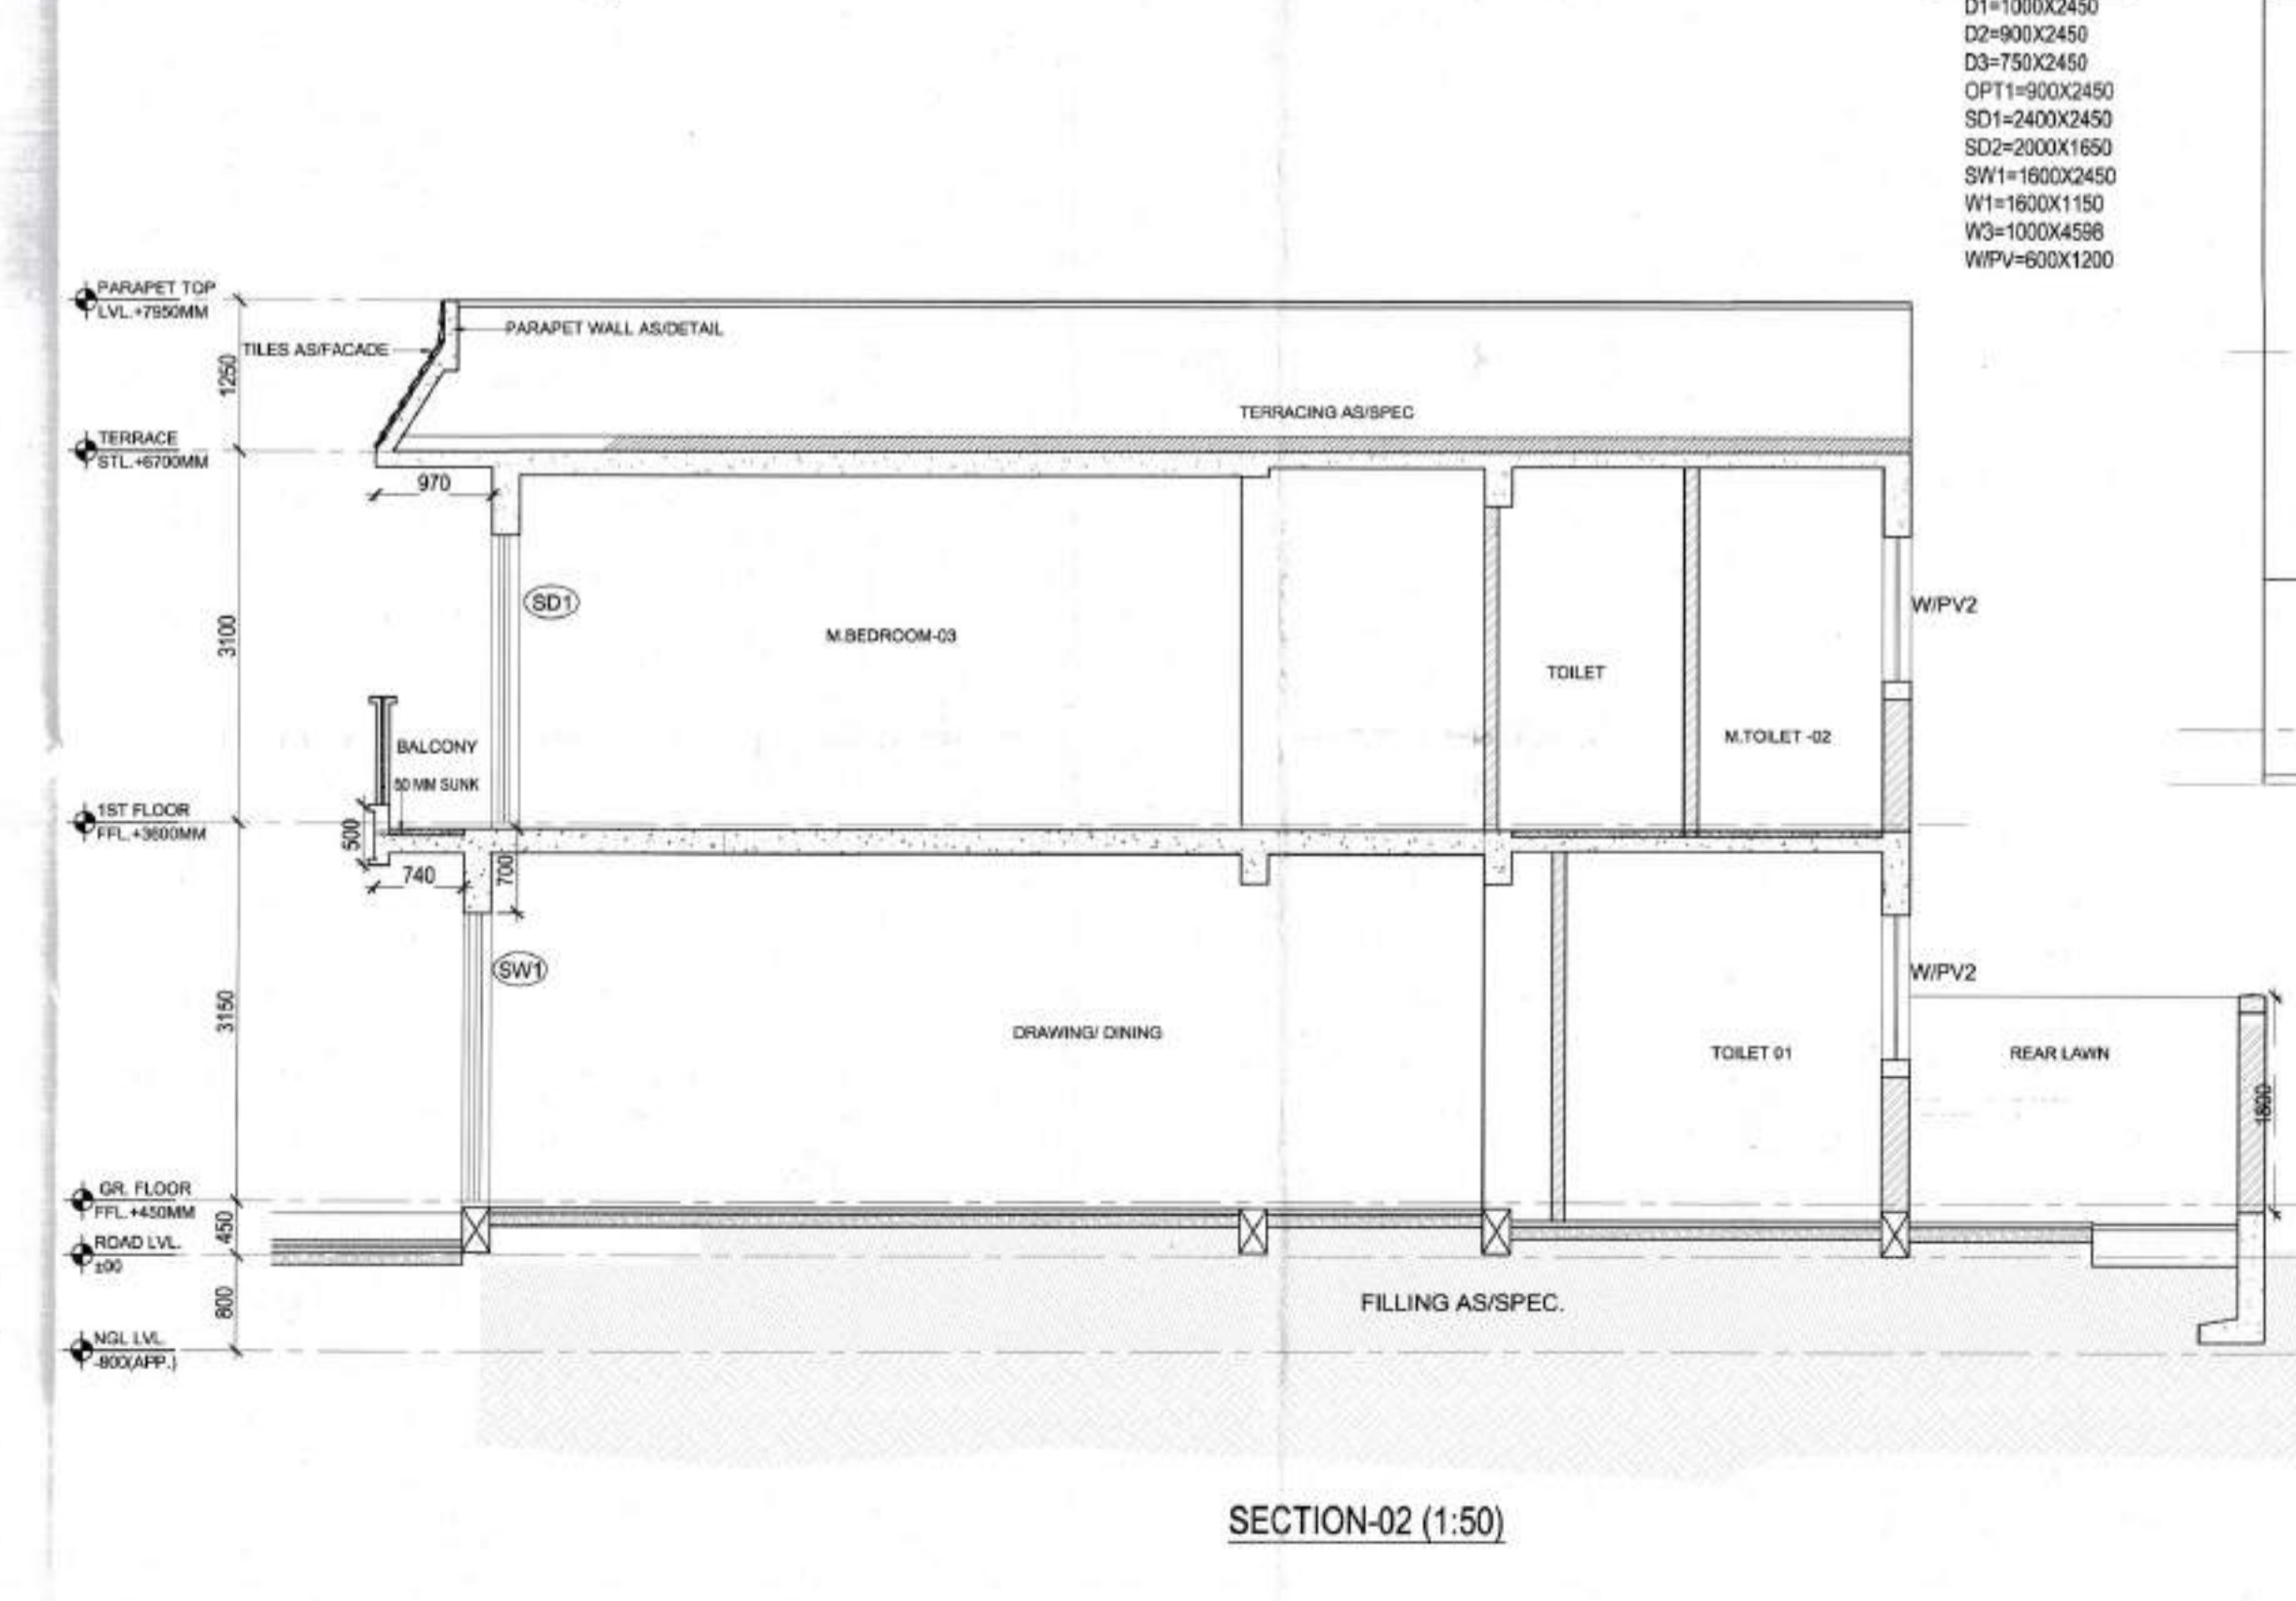 D1=1000X2450
D2=900X2450
D3=750X2450
OPT1=900X2450
SD1=2400X2450
SD2=2000X1650
SW1=1600X2450
W1=1600X1150
W3=1000X4598
W/PV=600X1200
PARAPET TOP
LVL.+7950MM
PARAPET WALL AS/DETAIL
TILES AS/FACADE
1250
TERRACING AS/SPEC
TERRACE
STL.+6700MM
970
SD1
W/PV2
3100
M.BEDROOM-03
TOILET
M.TOILET -02
BALCONY
50 MM SUNK
1ST FLOOR
FFL.+3600MM
500
740
700
SW1
W/PV2
3150
DRAWING/ DINING
TOILET 01
REAR LAWN
1800
GR. FLOOR
FFL.+450MM
450
ROAD LVL.
±00
800
FILLING AS/SPEC.
NGL LVL.
-800(APP.)
SECTION-02 (1:50)